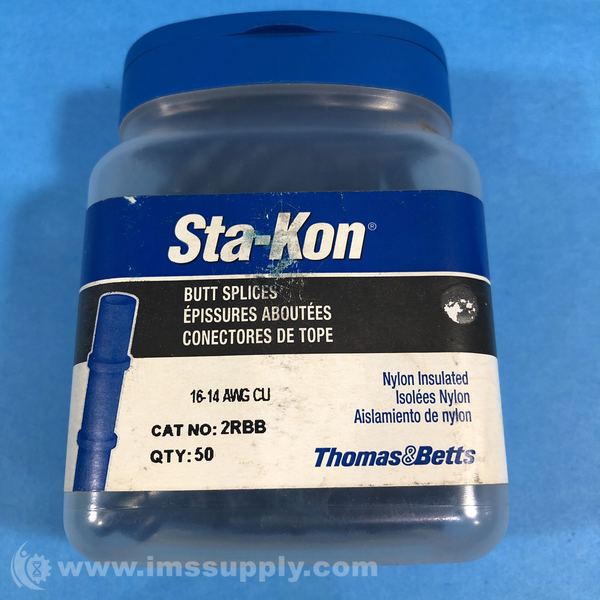 Sta-Kon®
BUTT SPLICES
ÉPISSURES ABOUTÉES
CONECTORES DE TOPE
16-14 AWG CU
CAT NO: 2RBB
QTY: 50
Nylon Insulated
Isolées Nylon
Aislamiento de nylon
Thomas&Betts
www.imssupply.com